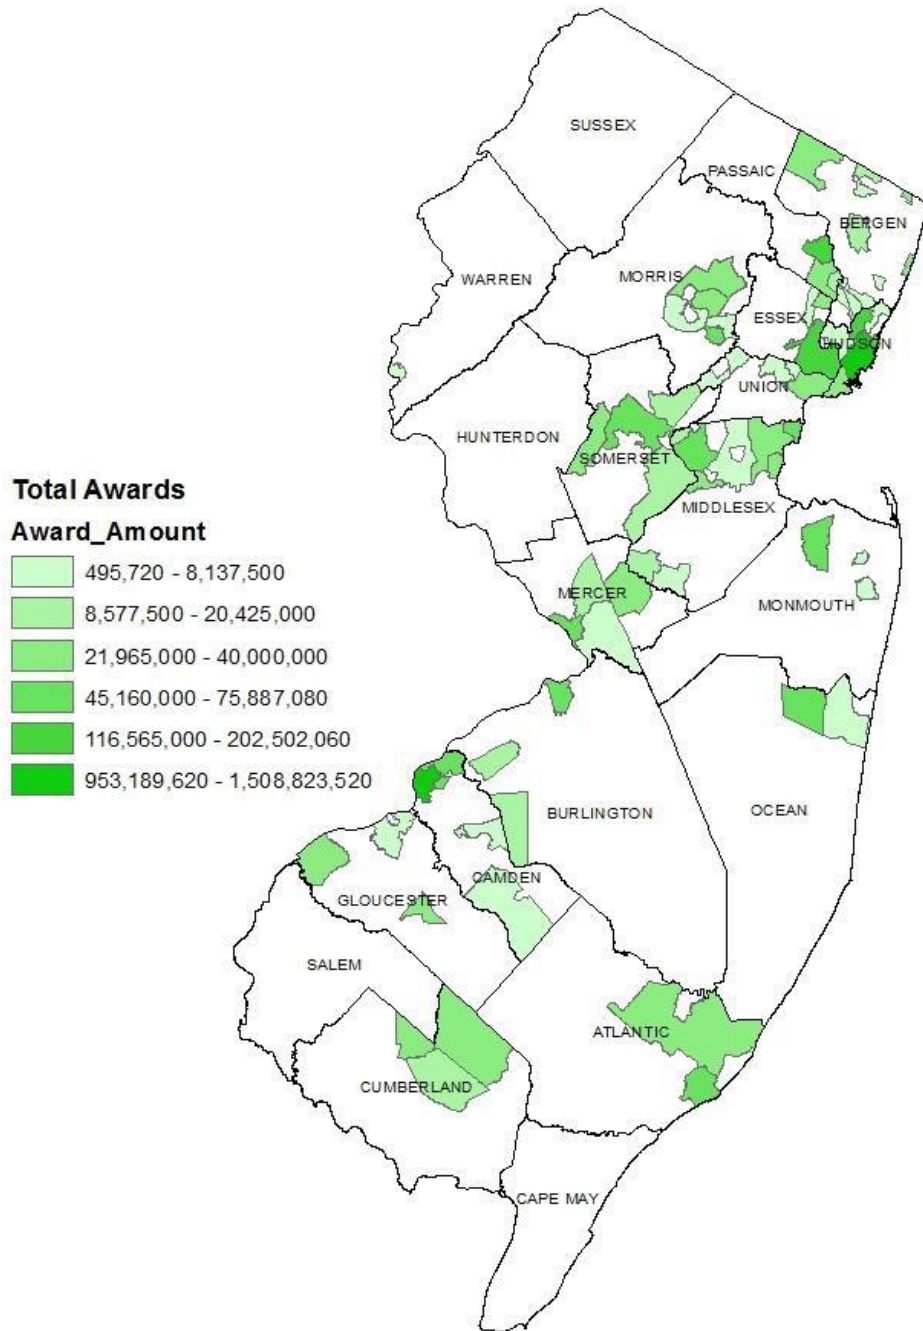 SUSSEX
PASSAIC
BERGEN
WARREN
MORRIS
ESSEX
HUDSON
UNION
HUNTERDON
SOMERSET
Total Awards
Award_Amount
495,720 - 8,137,500
8,577,500 - 20,425,000
21,965,000 - 40,000,000
45,160,000 - 75,887,080
116,565,000 - 202,502,060
953,189,620 - 1,508,823,520
MIDDLESEX
MERCER
MONMOUTH
OCEAN
BURLINGTON
CAMDEN
GLOUCESTER
SALEM
ATLANTIC
CUMBERLAND
CAPE MAY